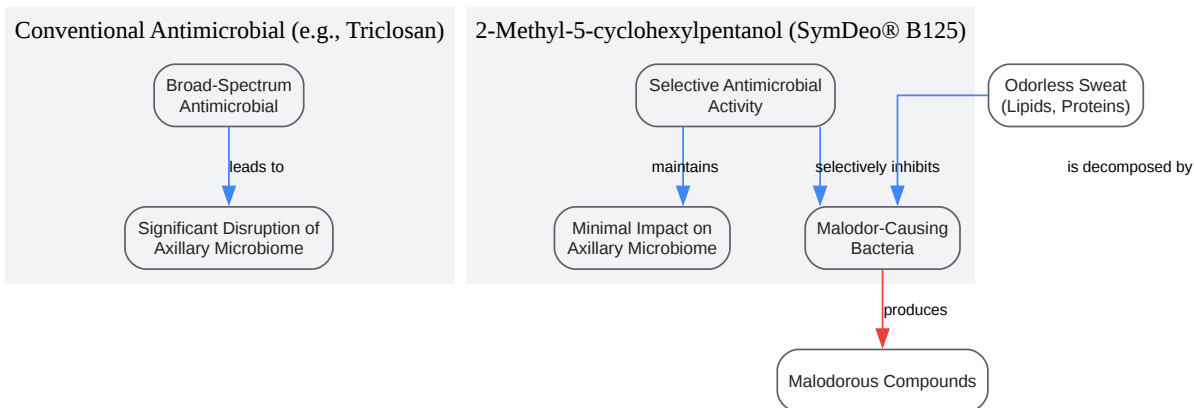 Conventional Antimicrobial (e.g., Triclosan)
Broad-Spectrum
Antimicrobial
leads to
Significant Disruption of
Axillary Microbiome
2-Methyl-5-cyclohexylpentanol (SymDeo® B125)
Selective Antimicrobial
Activity
maintains
selectively inhibits
Minimal Impact on
Axillary Microbiome
Malodor-Causing
Bacteria
Odorless Sweat
(Lipids, Proteins)
is decomposed by
produces
Malodorous Compounds